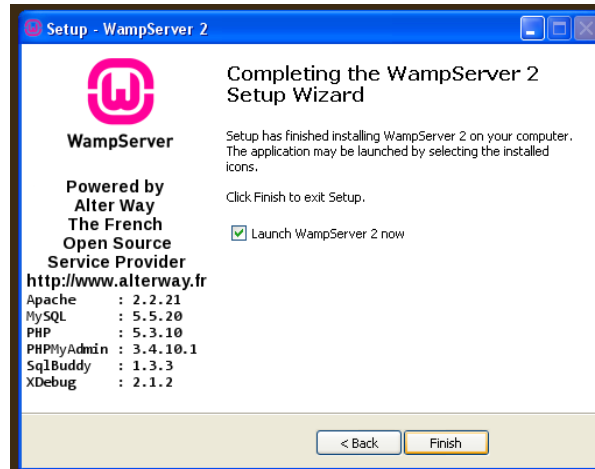 Setup - WampServer 2
WampServer
Powered by
Alter Way
The French
Open Source
Service Provider
http://www.alterway.fr
Apache : 2.2.21
MySQL : 5.5.20
PHP : 5.3.10
PHPMyAdmin : 3.4.10.1
SqlBuddy : 1.3.3
XDebug : 2.1.2
Completing the WampServer 2
Setup Wizard
Setup has finished installing WampServer 2 on your computer.
The application may be launched by selecting the installed
icons.
Click Finish to exit Setup.
Launch WampServer 2 now
< Back
Finish